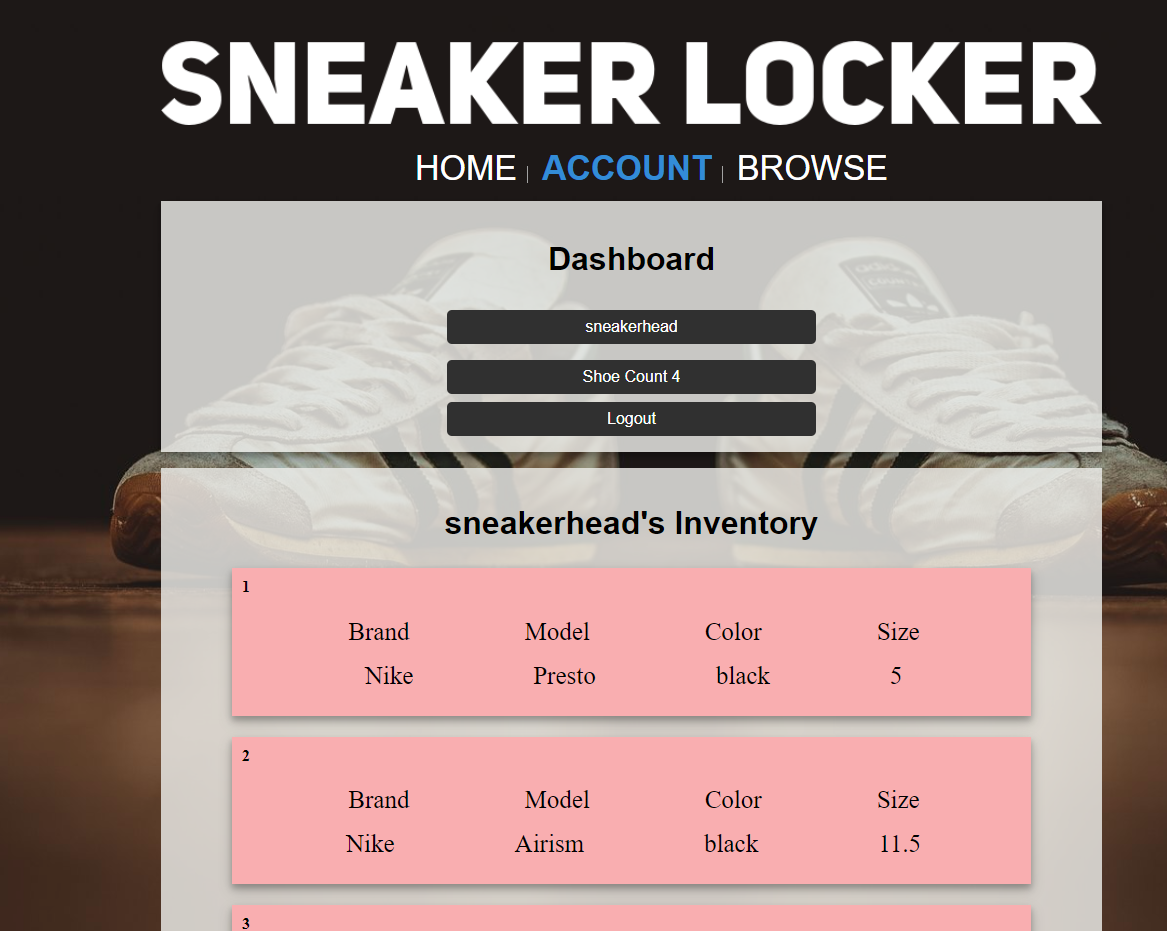 SNEAKER LOCKER
HOME | ACCOUNT | BROWSE
Dashboard
sneakerhead
Shoe Count 4
Logout
sneakerhead's Inventory
1
Brand Model Color Size
Nike Presto black 5
2
Brand Model Color Size
Nike Airism black 11.5
3